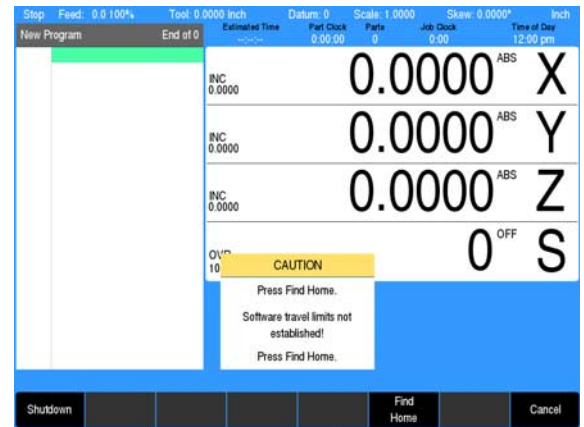 Stop Feed: 0.0 100% Tool: 0.0000 Inch Datum: 0 Scale: 1.0000 Skew: 0.0000° Inch
New Program End of 0
Estimated Time Part Clock Parts Job Clock Time of Day
--:--:-- 0:00:00 0 0:00 12:00 pm
INC
0.0000
0.0000 ABS X
INC
0.0000
0.0000 ABS Y
INC
0.0000
0.0000 ABS Z
0 OFF S
10
CAUTION
Press Find Home.
Software travel limits not
established!
Press Find Home.
Shutdown
Find
Home
Cancel